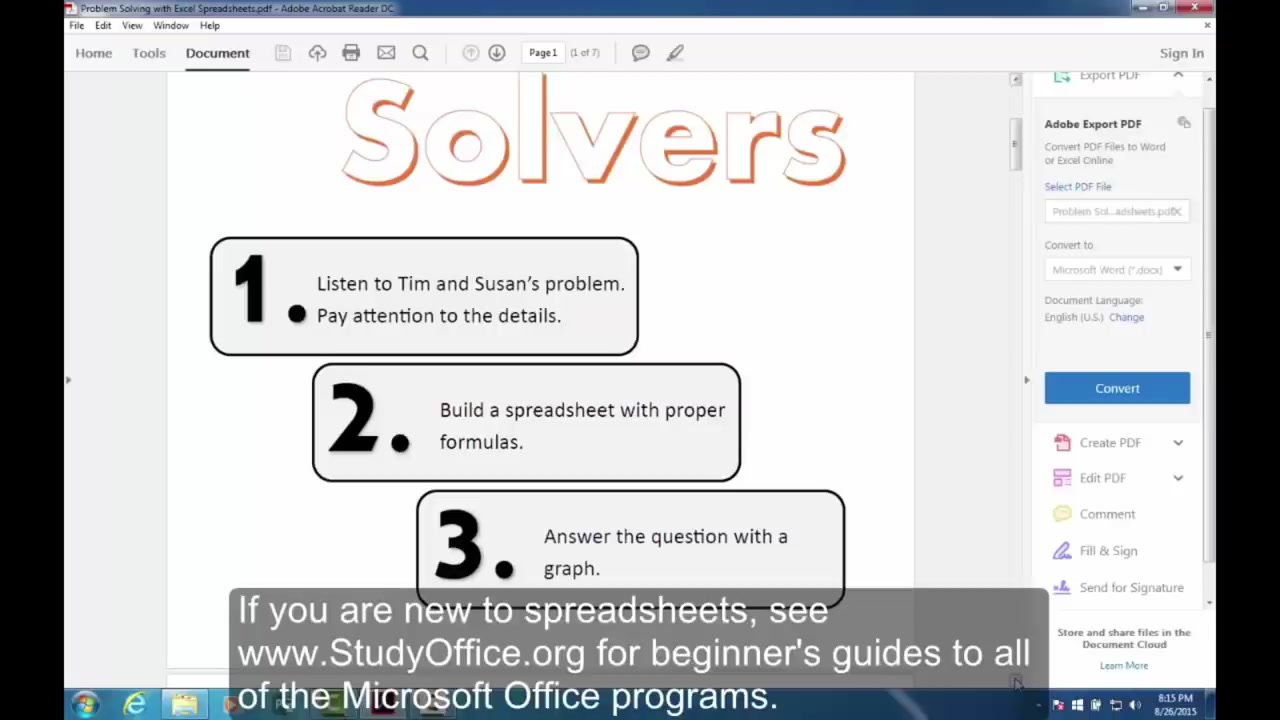 Problem Solving with Excel Spreadsheets.pdf - Adobe Acrobat Reader DC
File Edit View Window Help
Home Tools Document Page 1 (1 of 7) Sign In
Solvers
1. Listen to Tim and Susan's problem.
Pay attention to the details.
2. Build a spreadsheet with proper
formulas.
3. Answer the question with a
graph.
Export PDF
Adobe Export PDF
Convert PDF Files to Word
or Excel Online
Select PDF File
Problem Sol...adsheets.pdf
Convert to
Microsoft Word (*.docx)
Document Language:
English (U.S.) Change
Convert
Create PDF
Edit PDF
Comment
Fill & Sign
Send for Signature
Store and share files in the
Document Cloud
Learn More
If you are new to spreadsheets, see
www.StudyOffice.org for beginner's guides to all
of the Microsoft Office programs.
8:15 PM
8/26/2015